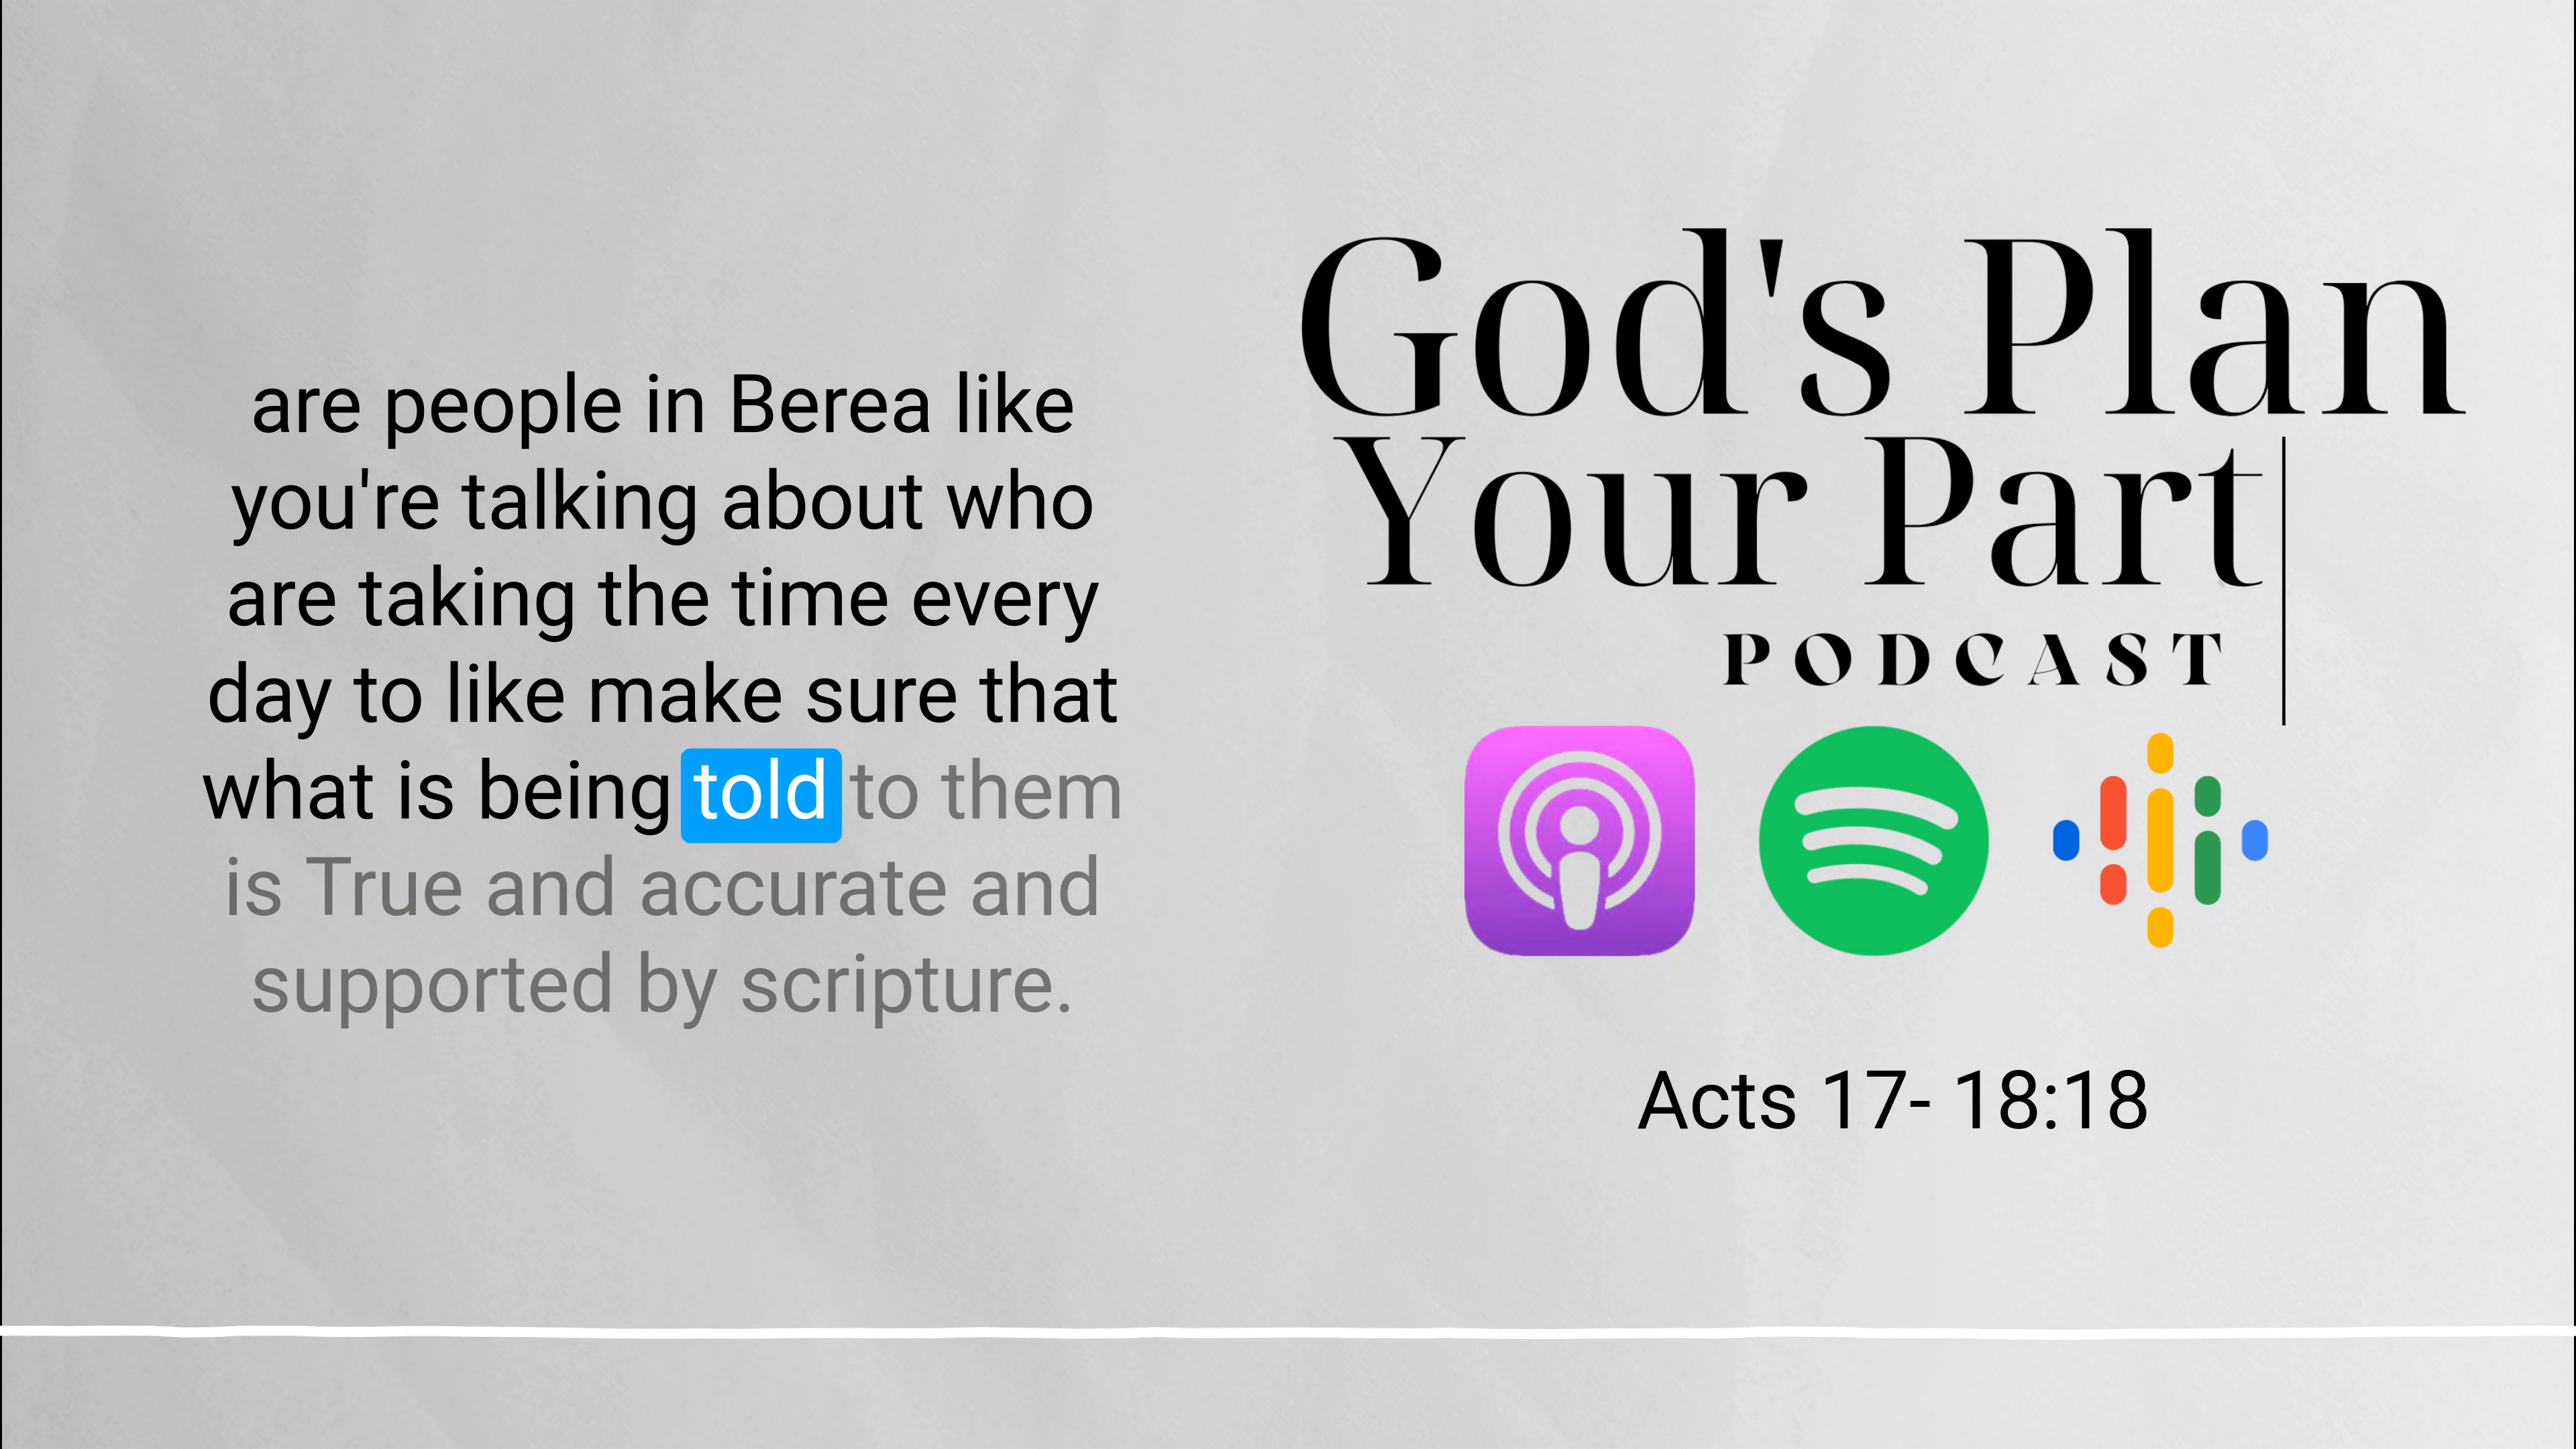 are people in Berea like
you're talking about who
are taking the time every
day to like make sure that
what is being told to them
is True and accurate and
supported by scripture.
God's Plan
Your Part
PODCAST
Acts 17- 18:18